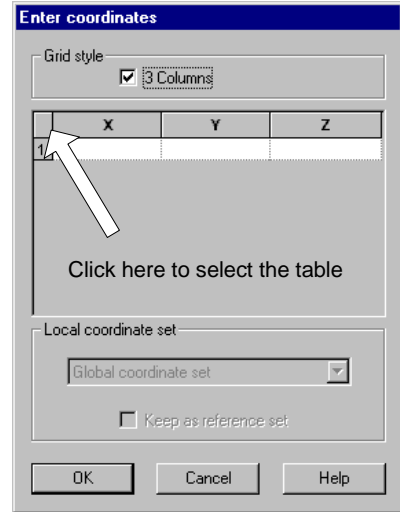 Enter coordinates
Grid style
3 Columns
X Y Z
1
Click here to select the table
Local coordinate set
Global coordinate set
Keep as reference set
OK Cancel Help